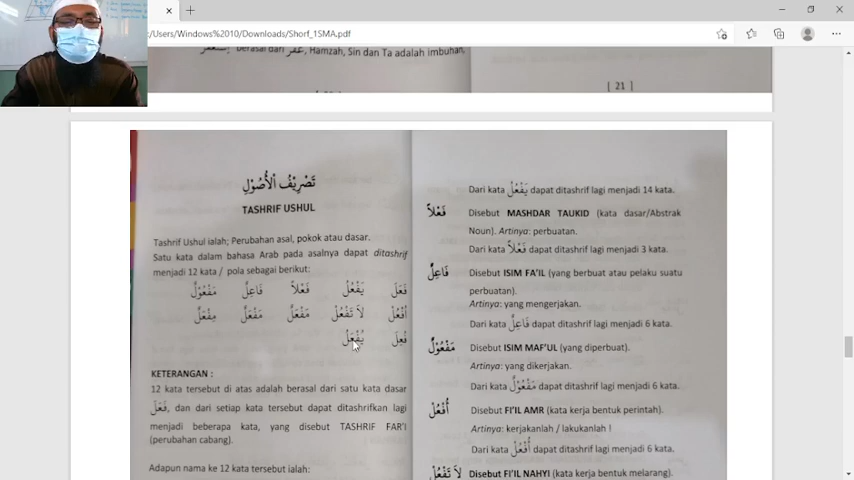 :/Users/Windows%2010/Downloads/Shorf_1SMA.pdf
يَسْتَغْفِرُ Berasal dari غَفَرَ, Hamzah, Sin dan Ta adalah imbuhan,
[ 21 ]
تَصْرِيْفُ اْلأُصُوْلِ
TASHRIF USHUL
Tashrif Ushul ialah; Perubahan asal, pokok atau dasar.
Satu kata dalam bahasa Arab pada asalnya dapat ditashrif
menjadi 12 kata / pola sebagai berikut:
فَعَلَ يَفْعُلُ فَعْلاً فَاعِلٌ مَفْعُوْلٌ
اُفْعُلْ لاَ تَفْعُلْ مَفْعَلٌ مَفْعَلٌ مِفْعَلٌ
فُعِلَ يُفْعَلُ
KETERANGAN :
12 kata tersebut di atas adalah berasal dari satu kata dasar
فَعَلَ, dan dari setiap kata tersebut dapat ditashrifkan lagi
menjadi beberapa kata, yang disebut TASHRIF FAR'I
(perubahan cabang).
Adapun nama ke 12 kata tersebut ialah:
Dari kata يَفْعُلُ dapat ditashrif lagi menjadi 14 kata.
فَعْلاً Disebut MASHDAR TAUKID (kata dasar/Abstrak
Noun). Artinya: perbuatan.
Dari kata فَعْلاً dapat ditashrif lagi menjadi 3 kata.
فَاعِلٌ Disebut ISIM FA'IL (yang berbuat atau pelaku suatu
perbuatan).
Artinya: yang mengerjakan.
Dari kata فَاعِلٌ dapat ditashrif lagi menjadi 6 kata.
مَفْعُوْلٌ Disebut ISIM MAF'UL (yang diperbuat).
Artinya: yang dikerjakan.
Dari kata مَفْعُوْلٌ dapat ditashrif lagi menjadi 6 kata.
اُفْعُلْ Disebut FI'IL AMR (kata kerja bentuk perintah).
Artinya: kerjakanlah / lakukanlah !
Dari kata اُفْعُلْ dapat ditashrif lagi menjadi 6 kata.
لاَ تَفْعُلْ Disebut FI'IL NAHYI (kata kerja bentuk melarang).